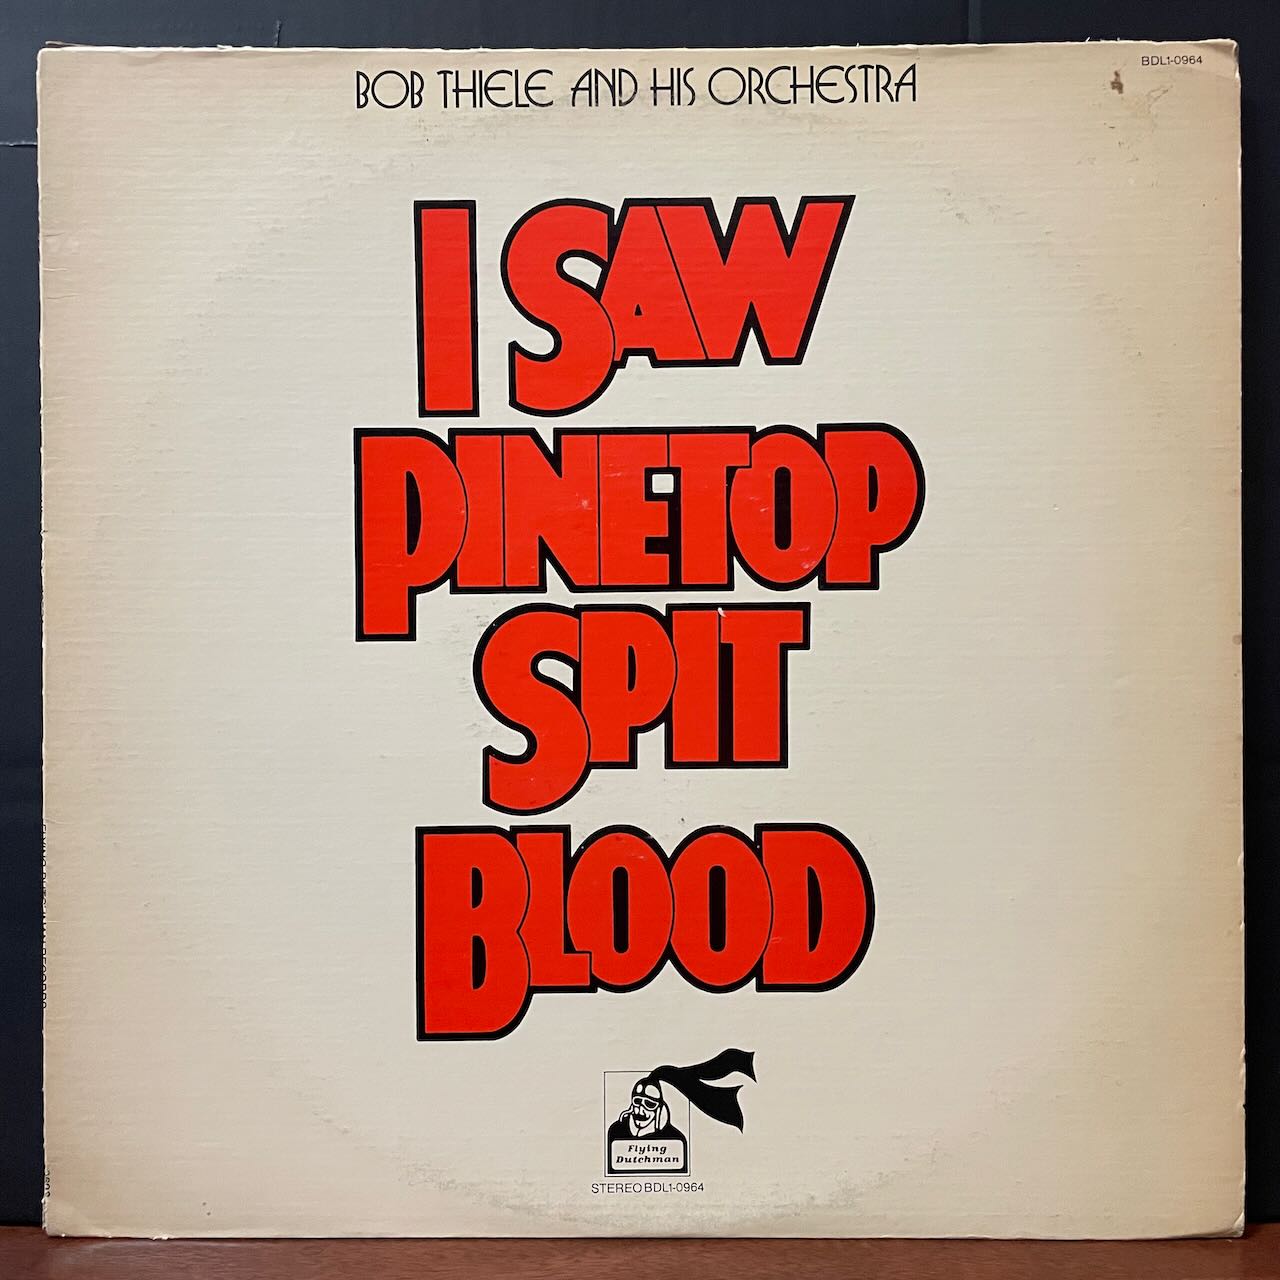 BOB THIELE AND HIS ORCHESTRA
BDL1-0964
I SAW
PINETOP
SPIT
BLOOD
Flying
Dutchman
STEREO BDL1-0964